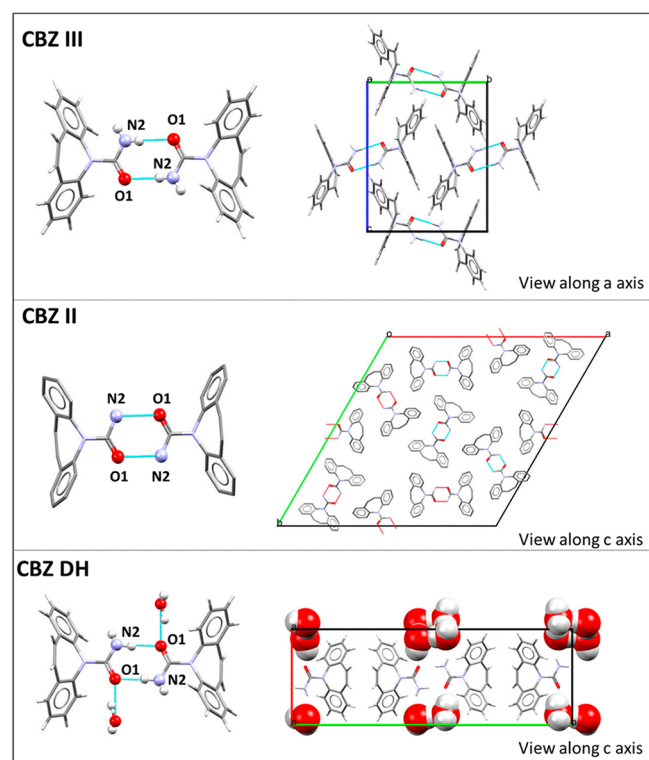 CBZ III
N2
O1
N2
O1
a
b
c
View along a axis
CBZ II
N2
O1
O1
N2
o
a
b
View along c axis
CBZ DH
N2
O1
O1
N2
a
View along c axis